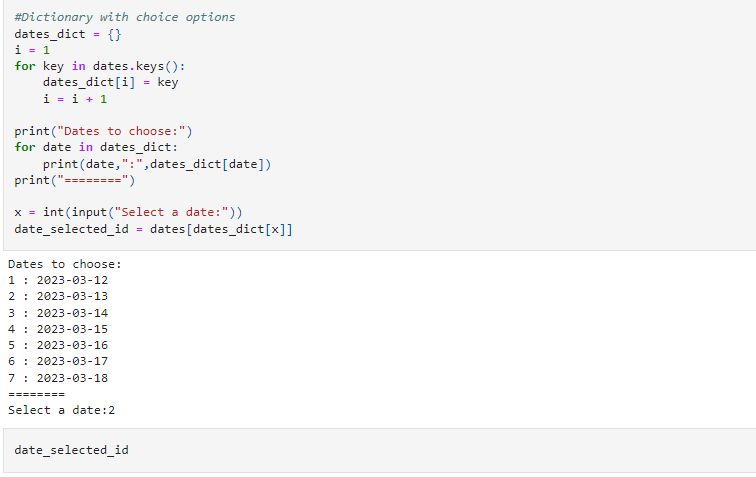 #Dictionary with choice options
dates_dict = {}
i = 1
for key in dates.keys():
    dates_dict[i] = key
    i = i + 1

print("Dates to choose:")
for date in dates_dict:
    print(date,":",dates_dict[date])
print("========")

x = int(input("Select a date:"))
date_selected_id = dates[dates_dict[x]]
Dates to choose:
1 : 2023-03-12
2 : 2023-03-13
3 : 2023-03-14
4 : 2023-03-15
5 : 2023-03-16
6 : 2023-03-17
7 : 2023-03-18
========
Select a date:2
date_selected_id